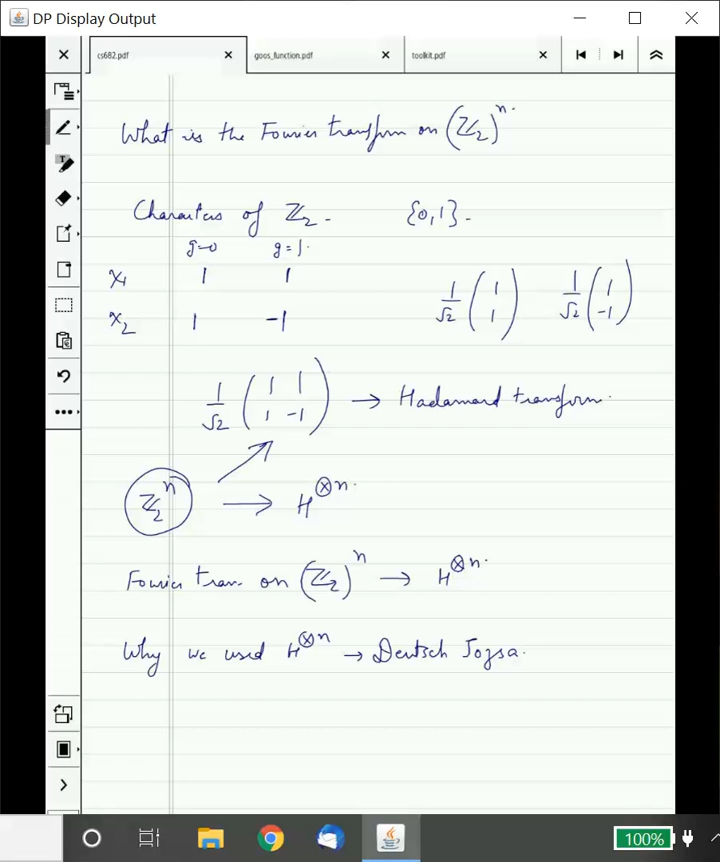 DP Display Output
cs682.pdf goos_function.pdf toolkit.pdf
What is the Fourier transform on (ℤ₂)ⁿ.
Characters of ℤ₂. {0,1}.
g=0 g=1.
χ₁ 1 1
χ₂ 1 -1
1/√2 (1 1) 1/√2 (1 -1)
1/√2 (1 1 1 -1) → Hadamard transform.
ℤ₂ⁿ → H^⊗n.
Fourier tran. on (ℤ₂)ⁿ → H^⊗n.
Why we used H^⊗n → Deutsch Jozsa.
100%